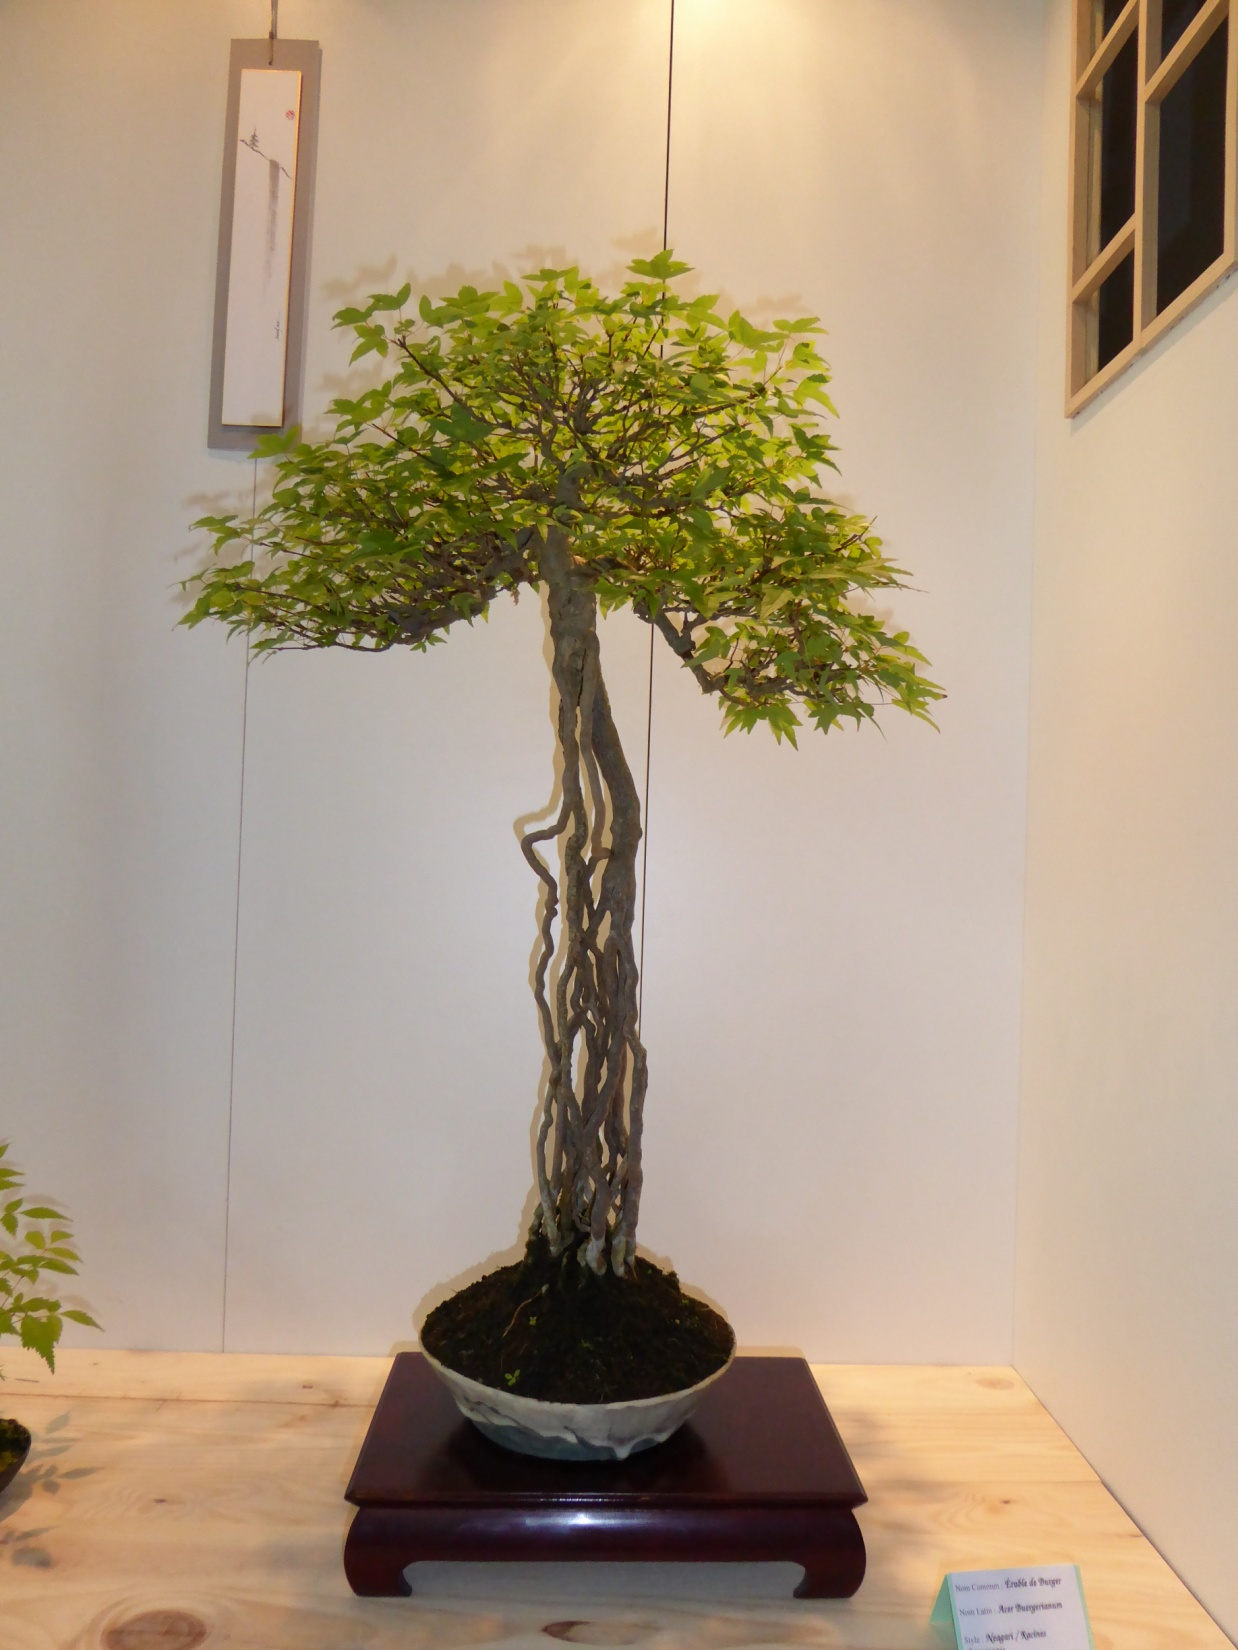 Nom Commun : Érable de Burger
Nom Latin : Acer Buergerianum
Style : Neagari / Racines